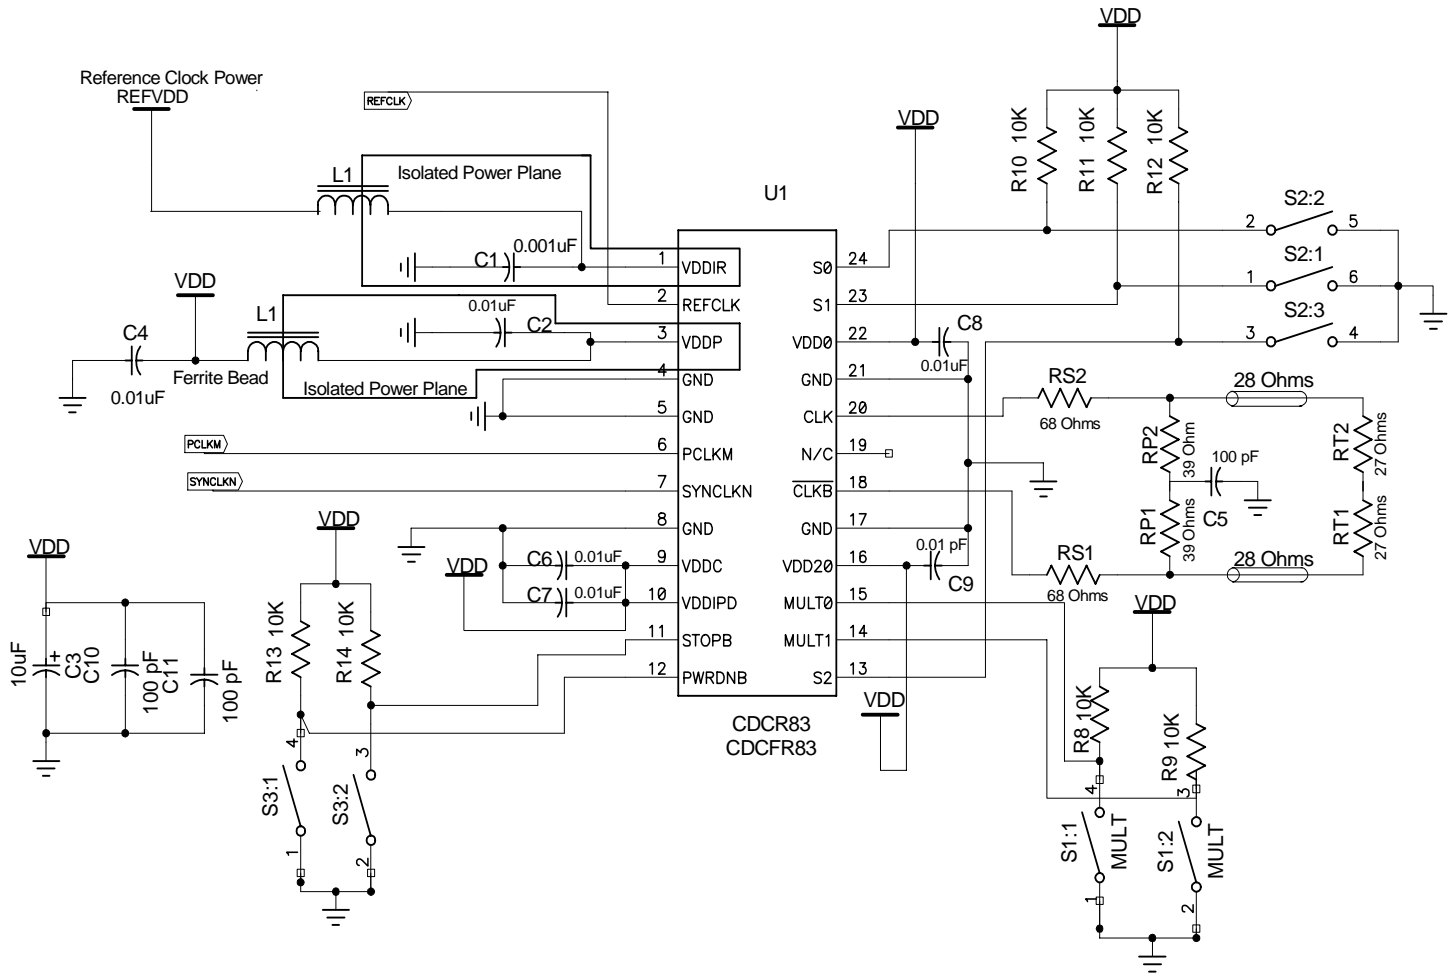 VDD
Reference Clock Power
REFVDD
REFCLK
VDD
R10 10K
R11 10K
R12 10K
L1
Isolated Power Plane
U1
S2:2
2
5
C1
0.001uF
1
VDDIR
S0
24
S2:1
1
6
VDD
2
REFCLK
S1
23
0.01uF
C2
L1
C4
3
VDDP
VDD0
22
C8
0.01uF
S2:3
3
4
Ferrite Bead
0.01uF
Isolated Power Plane
4
GND
GND
21
RS2
68 Ohms
28 Ohms
5
GND
CLK
20
PCLKM
6
PCLKM
N/C
19
RP2
39 Ohm
100 pF
C5
RT2
27 Ohms
SYNCLKN
7
SYNCLKN
CLKB
18
RP1
39 Ohms
RT1
27 Ohms
VDD
8
GND
GND
17
VDD
C6
0.01uF
9
VDDC
VDD20
16
0.01 pF
C9
RS1
68 Ohms
28 Ohms
VDD
C7
0.01uF
10
VDDIPD
MULT0
15
VDD
R13 10K
R14 10K
11
STOPB
MULT1
14
12
PWRDNB
S2
13
10uF
+
C3
C10
100 pF
C11
100 pF
VDD
CDCR83
CDCFR83
R8 10K
R9 10K
4
3
S3:1
S3:2
1
2
4
3
S1:1
MULT
S1:2
MULT
1
2